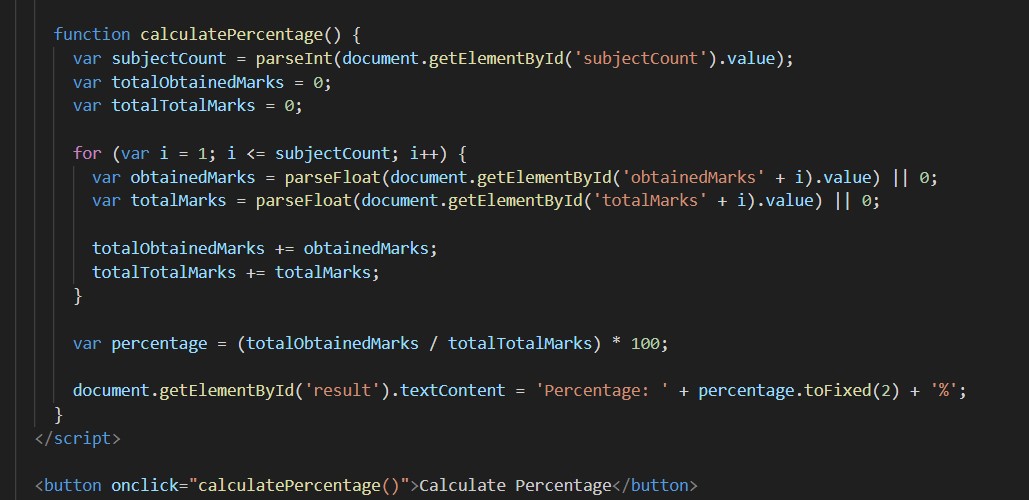 function calculatePercentage() {
var subjectCount = parseInt(document.getElementById('subjectCount').value);
var totalObtainedMarks = 0;
var totalTotalMarks = 0;
for (var i = 1; i <= subjectCount; i++) {
var obtainedMarks = parseFloat(document.getElementById('obtainedMarks' + i).value) || 0;
var totalMarks = parseFloat(document.getElementById('totalMarks' + i).value) || 0;
totalObtainedMarks += obtainedMarks;
totalTotalMarks += totalMarks;
}
var percentage = (totalObtainedMarks / totalTotalMarks) * 100;
document.getElementById('result').textContent = 'Percentage: ' + percentage.toFixed(2) + '%';
}
</script>
<button onclick="calculatePercentage()">Calculate Percentage</button>